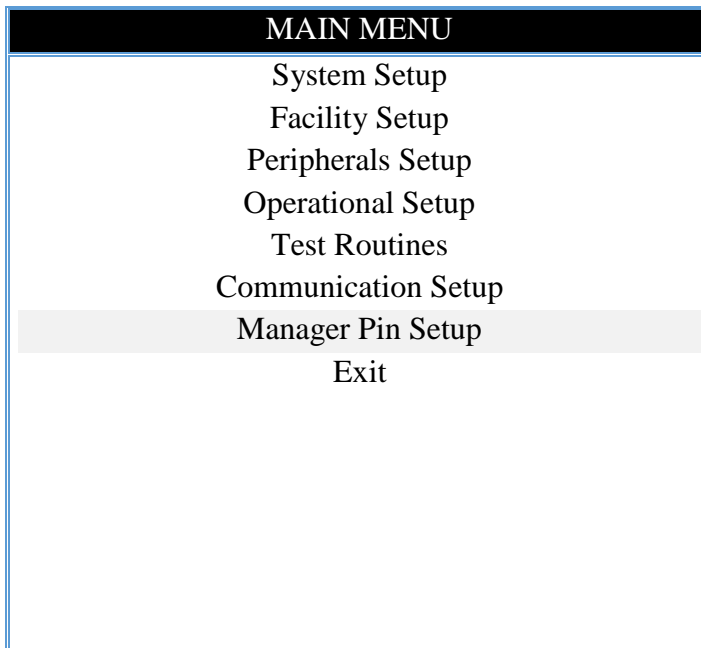 MAIN MENU
System Setup
Facility Setup
Peripherals Setup
Operational Setup
Test Routines
Communication Setup
Manager Pin Setup
Exit